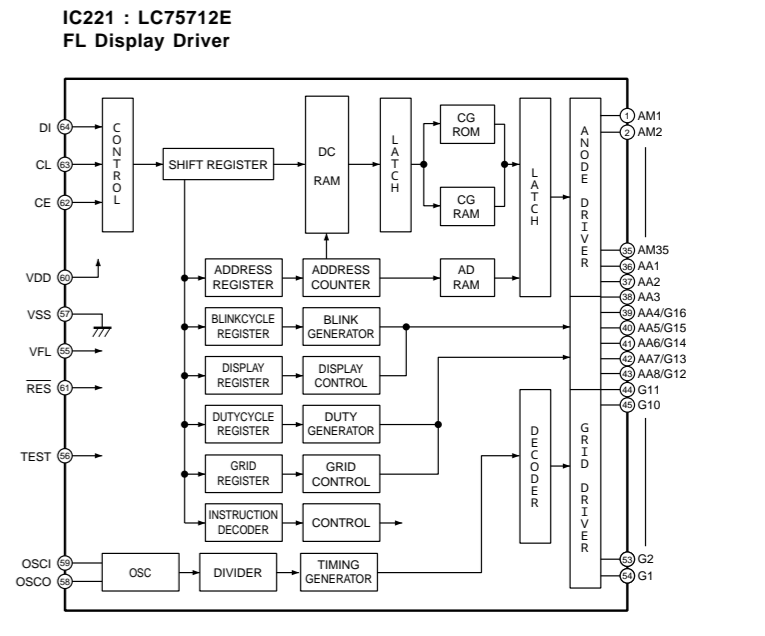 IC221 : LC75712E
FL Display Driver
DI 64
CL 63
CE 62
VDD 60
VSS 57
VFL 55
RES 61
TEST 56
OSCI 59
OSCO 58
CONTROL
SHIFT REGISTER
DC
RAM
LATCH
CG
ROM
CG
RAM
LATCH
ANODE DRIVER
ADDRESS
REGISTER
ADDRESS
COUNTER
AD
RAM
BLINKCYCLE
REGISTER
BLINK
GENERATOR
DISPLAY
REGISTER
DISPLAY
CONTROL
DUTYCYCLE
REGISTER
DUTY
GENERATOR
GRID
REGISTER
GRID
CONTROL
INSTRUCTION
DECODER
CONTROL
OSC
DIVIDER
TIMING
GENERATOR
DECODER
GRID DRIVER
1 AM1
2 AM2
35 AM35
36 AA1
37 AA2
38 AA3
39 AA4/G16
40 AA5/G15
41 AA6/G14
42 AA7/G13
43 AA8/G12
44 G11
45 G10
53 G2
54 G1